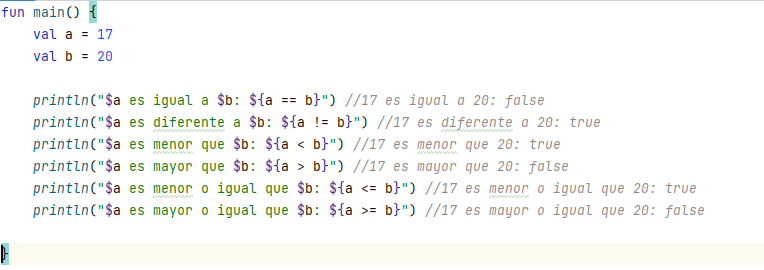 fun main() {
    val a = 17
    val b = 20
    println("$a es igual a $b: ${a == b}") //17 es igual a 20: false
    println("$a es diferente a $b: ${a != b}") //17 es diferente a 20: true
    println("$a es menor que $b: ${a < b}") //17 es menor que 20: true
    println("$a es mayor que $b: ${a > b}") //17 es mayor que 20: false
    println("$a es menor o igual que $b: ${a <= b}") //17 es menor o igual que 20: true
    println("$a es mayor o igual que $b: ${a >= b}") //17 es mayor o igual que 20: false
}